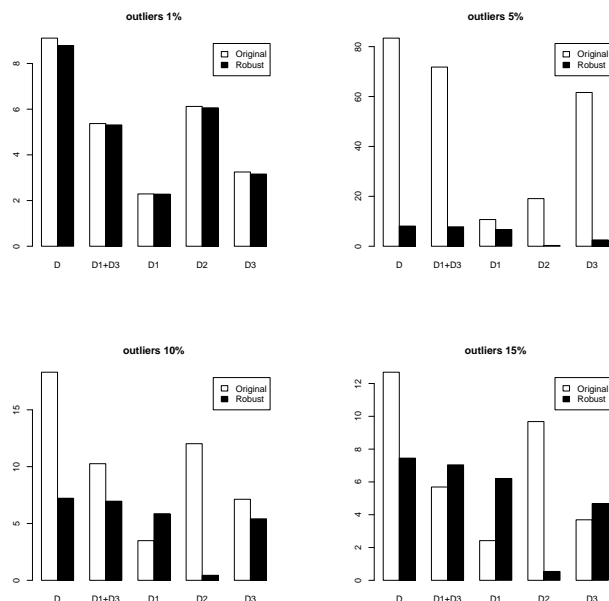 outliers 1%
Original
Robust
8
6
4
2
0
D D1+D3 D1 D2 D3
outliers 5%
Original
Robust
80
60
40
20
0
D D1+D3 D1 D2 D3
outliers 10%
Original
Robust
15
10
5
0
D D1+D3 D1 D2 D3
outliers 15%
Original
Robust
12
10
8
6
4
2
0
D D1+D3 D1 D2 D3